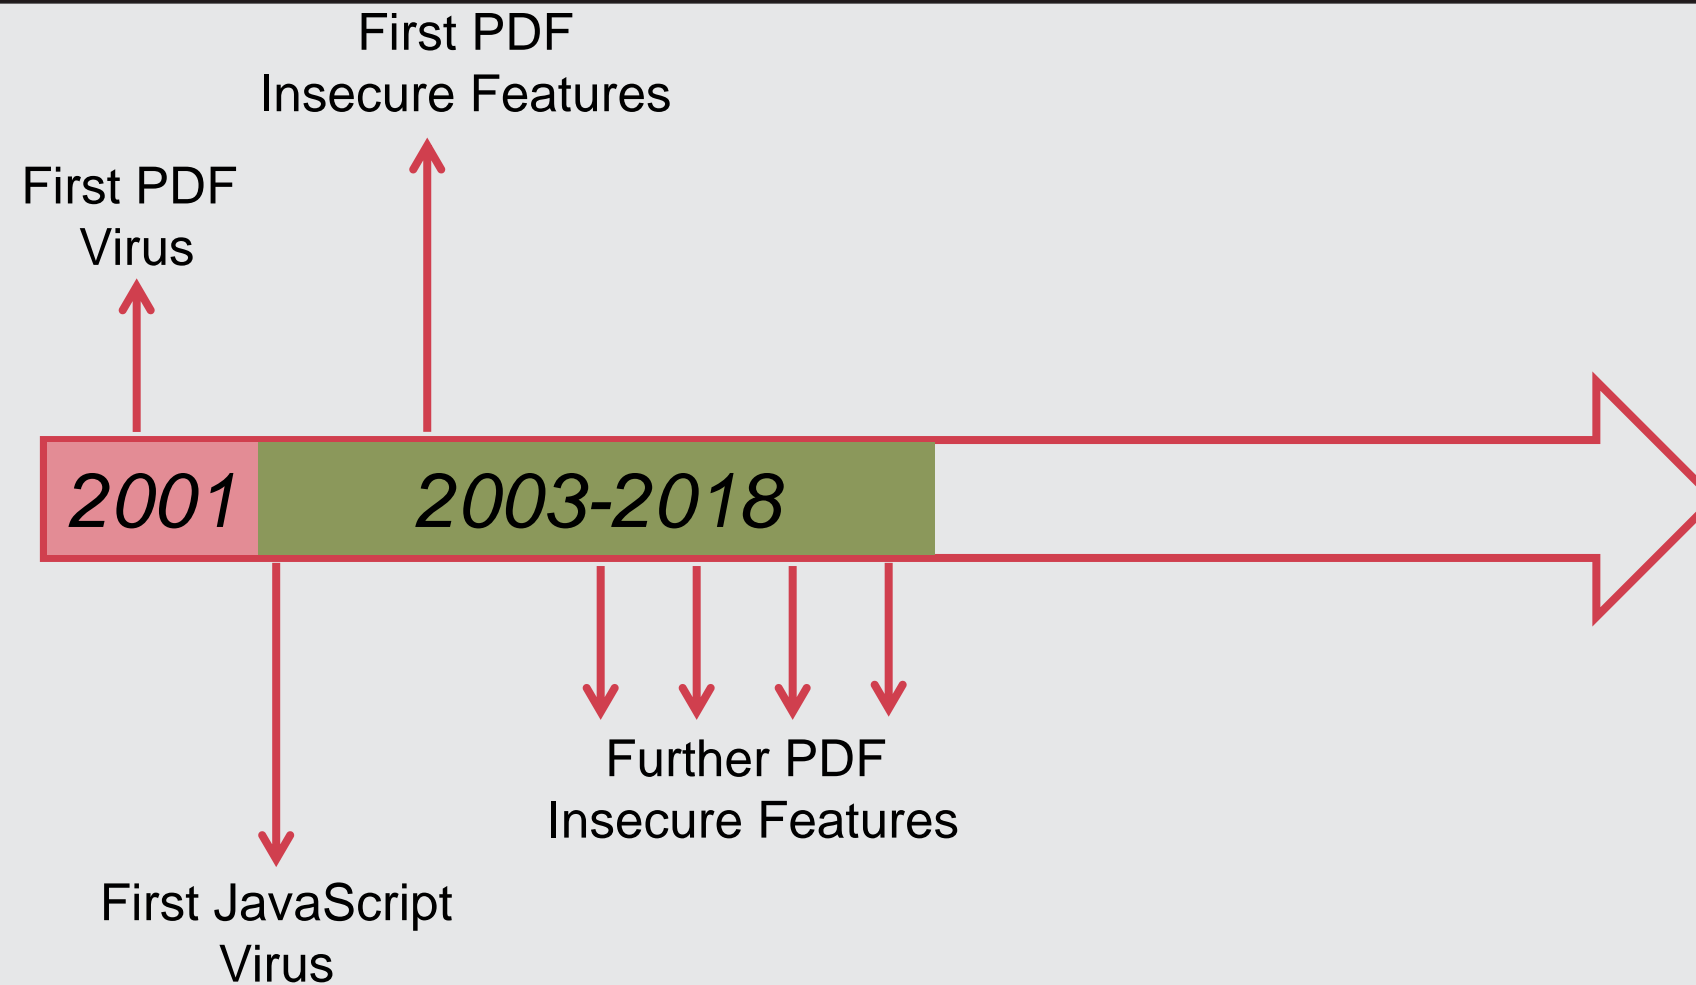 First PDF
Insecure Features
First PDF
Virus
2001
2003-2018
Further PDF
Insecure Features
First JavaScript
Virus